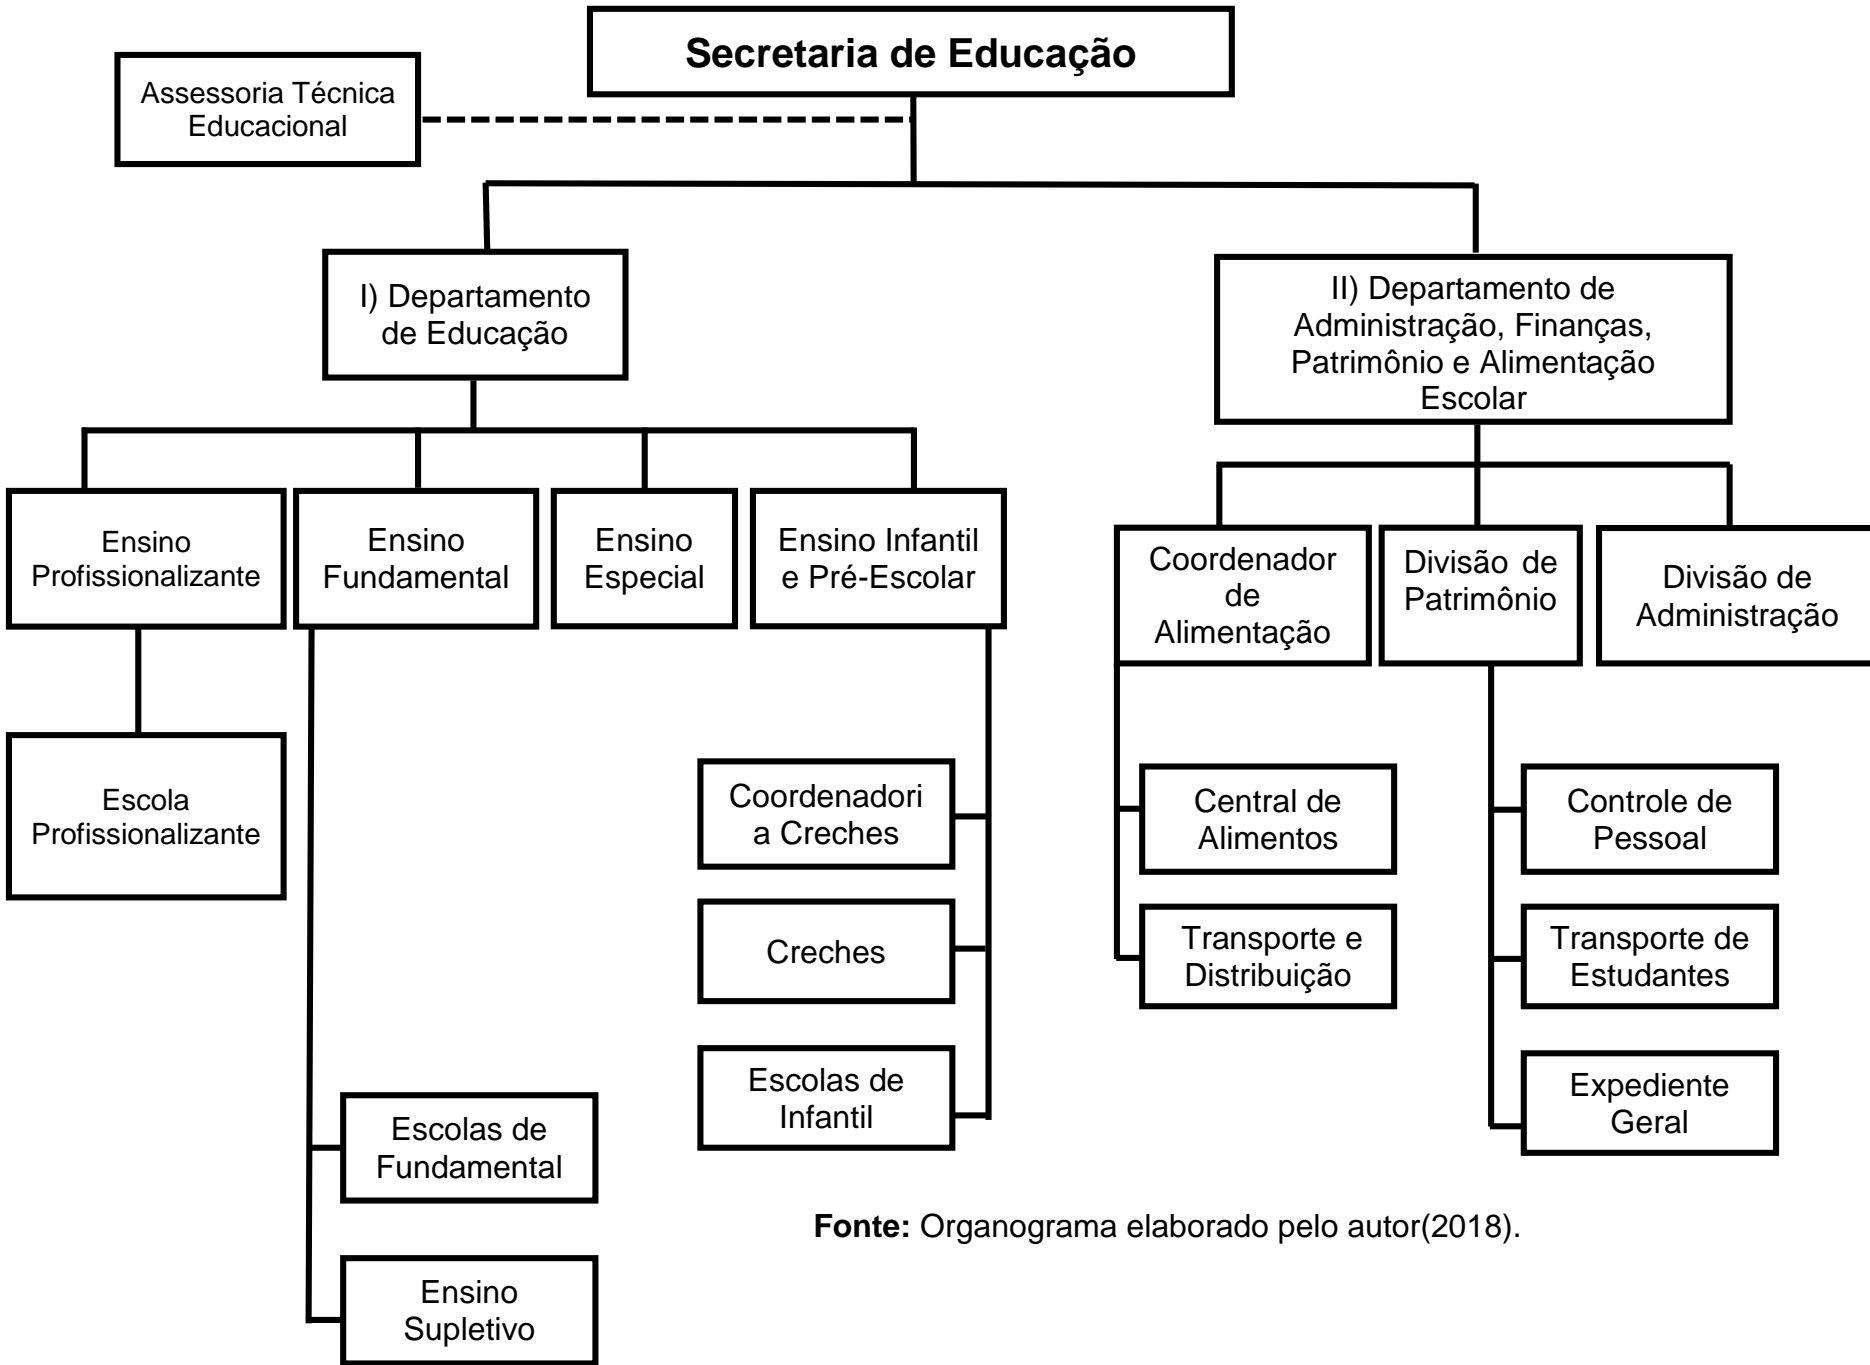 Secretaria de Educação
Assessoria Técnica
Educacional
I) Departamento
de Educação
II) Departamento de
Administração, Finanças,
Patrimônio e Alimentação
Escolar
Ensino
Profissionalizante
Ensino
Fundamental
Ensino
Especial
Ensino Infantil
e Pré-Escolar
Coordenador
de
Alimentação
Divisão de
Patrimônio
Divisão de
Administração
Escola
Profissionalizante
Coordenadori
a Creches
Creches
Escolas de
Infantil
Central de
Alimentos
Transporte e
Distribuição
Controle de
Pessoal
Transporte de
Estudantes
Expediente
Geral
Escolas de
Fundamental
Ensino
Supletivo
Fonte: Organograma elaborado pelo autor(2018).